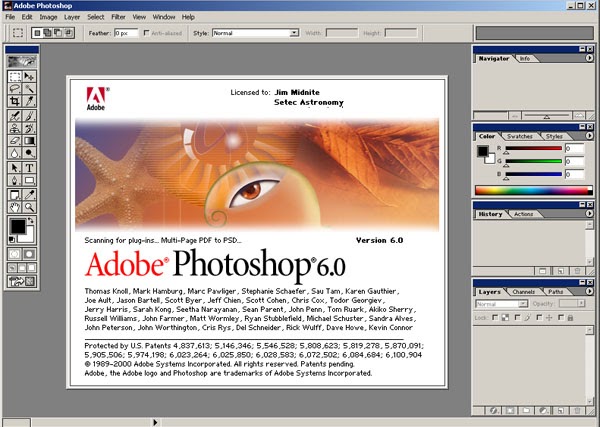 Adobe Photoshop
File Edit Image Layer Select Filter View Window Help
Feather: 0 px Anti-aliased Style: Normal Width: Height:
Navigator Info
Color Swatches Styles
R 0
G 0
B 0
History Actions
Layers Channels Paths
Normal Opacity:
Lock:
Adobe
Licensed to: Jim Midnite
Setec Astronomy
Scanning for plug-ins... Multi-Page PDF to PSD... Version 6.0
Adobe® Photoshop® 6.0
Thomas Knoll, Mark Hamburg, Marc Pawliger, Stephanie Schaefer, Sau Tam, Karen Gauthier,
Joe Ault, Jason Bartell, Scott Byer, Jeff Chien, Scott Cohen, Chris Cox, Todor Georgiev,
Jerry Harris, Sarah Kong, Seetha Narayanan, Sean Parent, John Penn, Tom Ruark, Akiko Sherry,
Russell Williams, John Farmer, Matt Wormley, Ryan Stubblefield, Michael Schuster, Sandra Alves,
John Peterson, John Worthington, Cris Rys, Del Schneider, Rick Wulff, Dave Howe, Kevin Connor
Protected by U.S. Patents 4,837,613; 5,146,346; 5,546,528; 5,808,623; 5,819,278; 5,870,091;
5,905,506; 5,974,198; 6,023,264; 6,025,850; 6,028,583; 6,072,502; 6,084,684; 6,100,904
© 1989-2000 Adobe Systems Incorporated. All rights reserved. Patents pending.
Adobe, the Adobe logo and Photoshop are trademarks of Adobe Systems Incorporated.